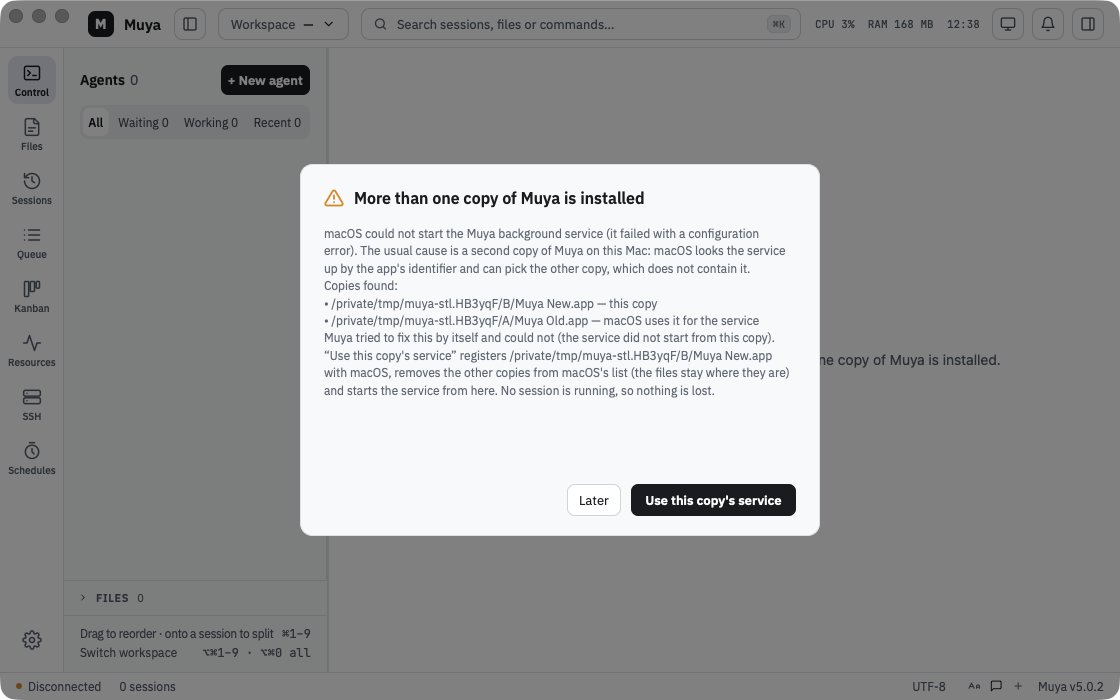 M Muya
Workspace —
Search sessions, files or commands...
⌘K
CPU 3% RAM 168 MB 12:38
Control
Files
Sessions
Queue
Kanban
Resources
SSH
Schedules
Agents 0
+ New agent
All Waiting 0 Working 0 Recent 0
More than one copy of Muya is installed
macOS could not start the Muya background service (it failed with a configuration
error). The usual cause is a second copy of Muya on this Mac: macOS looks the service
up by the app's identifier and can pick the other copy, which does not contain it.
Copies found:
• /private/tmp/muya-stl.HB3yqF/B/Muya New.app — this copy
• /private/tmp/muya-stl.HB3yqF/A/Muya Old.app — macOS uses it for the service
Muya tried to fix this by itself and could not (the service did not start from this copy).
“Use this copy's service” registers /private/tmp/muya-stl.HB3yqF/B/Muya New.app
with macOS, removes the other copies from macOS's list (the files stay where they are)
and starts the service from here. No session is running, so nothing is lost.
Later
Use this copy's service
ne copy of Muya is installed.
FILES 0
Drag to reorder · onto a session to split ⌘1–9
Switch workspace ⌥⌘1–9 · ⌥⌘0 all
Disconnected 0 sessions
UTF-8 Aa + Muya v5.0.2